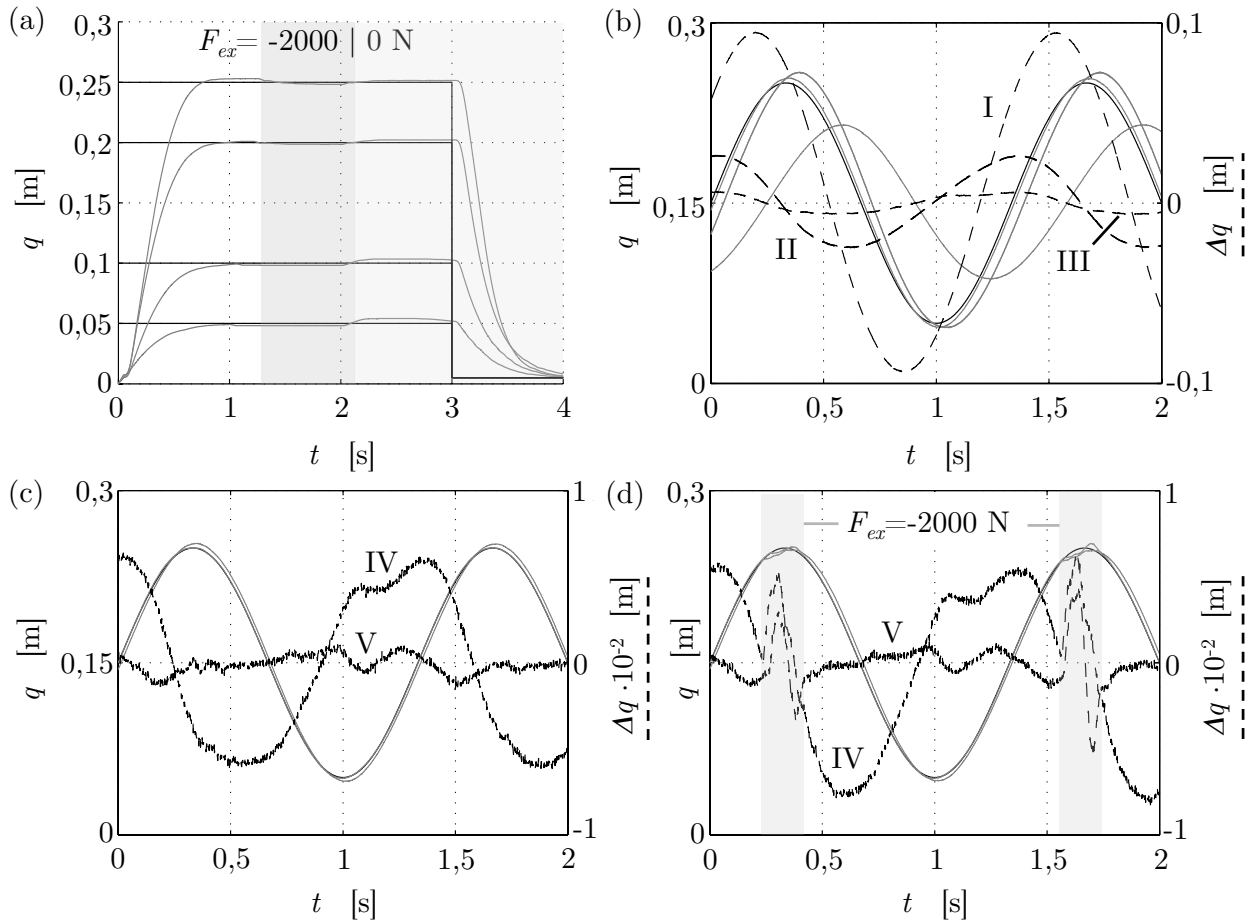 (a)
F_ex= -2000 | 0 N
0,3
0,25
0,2
0,15
0,1
0,05
0
q [m]
0 1 2 3 4
t [s]
(b)
0,3
0,15
0
q [m]
I
II
III
0,1
0
-0,1
Δq [m]
0 0,5 1 1,5 2
t [s]
(c)
0,3
0,15
0
q [m]
IV
V
1
0
-1
Δq ·10-2 [m]
0 0,5 1 1,5 2
t [s]
(d)
0,3
0,15
0
q [m]
F_ex=-2000 N
V
IV
1
0
-1
Δq ·10-2 [m]
0 0,5 1 1,5 2
t [s]